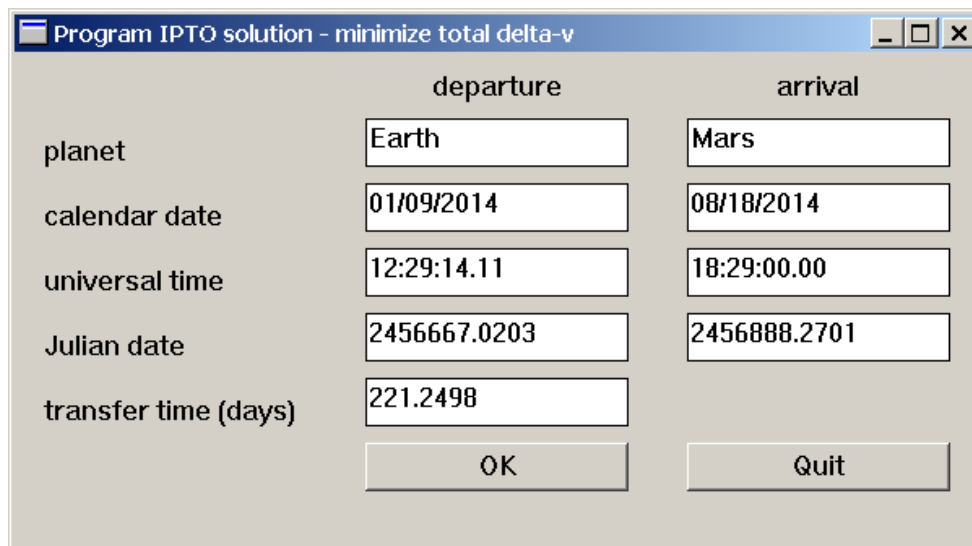 Program IPTO solution - minimize total delta-v
departure arrival
planet Earth Mars
calendar date 01/09/2014 08/18/2014
universal time 12:29:14.11 18:29:00.00
Julian date 2456667.0203 2456888.2701
transfer time (days) 221.2498
OK Quit